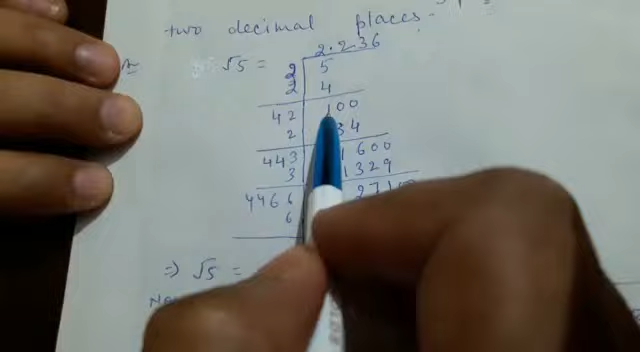 two decimal places.
2.236
√5 = 2 5
2 4
42 100
2 84
443 1600
3 1329
4466 27100
6
⇒ √5 =